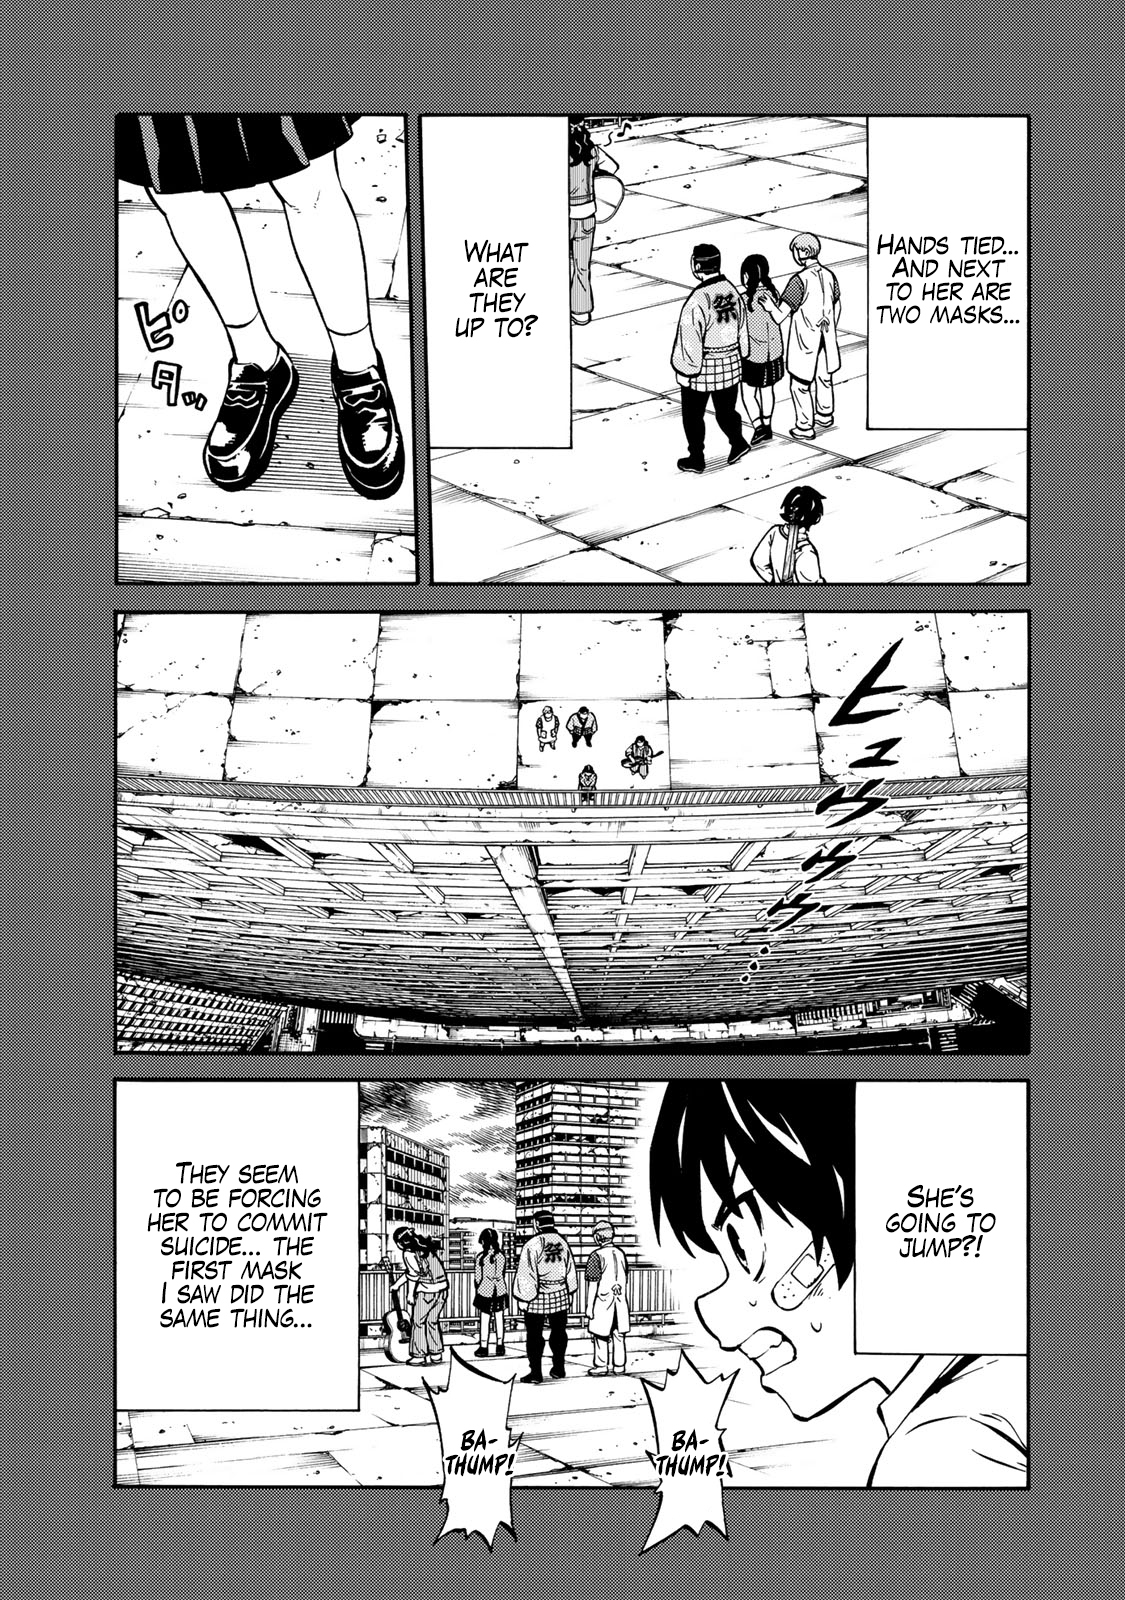 HANDS TIED...
AND NEXT
TO HER ARE
TWO MASKS...
祭
WHAT
ARE
THEY
UP TO?
ピ
タッ
ヒュウウウウ...
SHE'S
GOING TO
JUMP?!
祭
THEY SEEM
TO BE FORCING
HER TO COMMIT
SUICIDE... THE
FIRST MASK
I SAW DID THE
SAME THING...
BA-
THUMP!
BA-
THUMP!